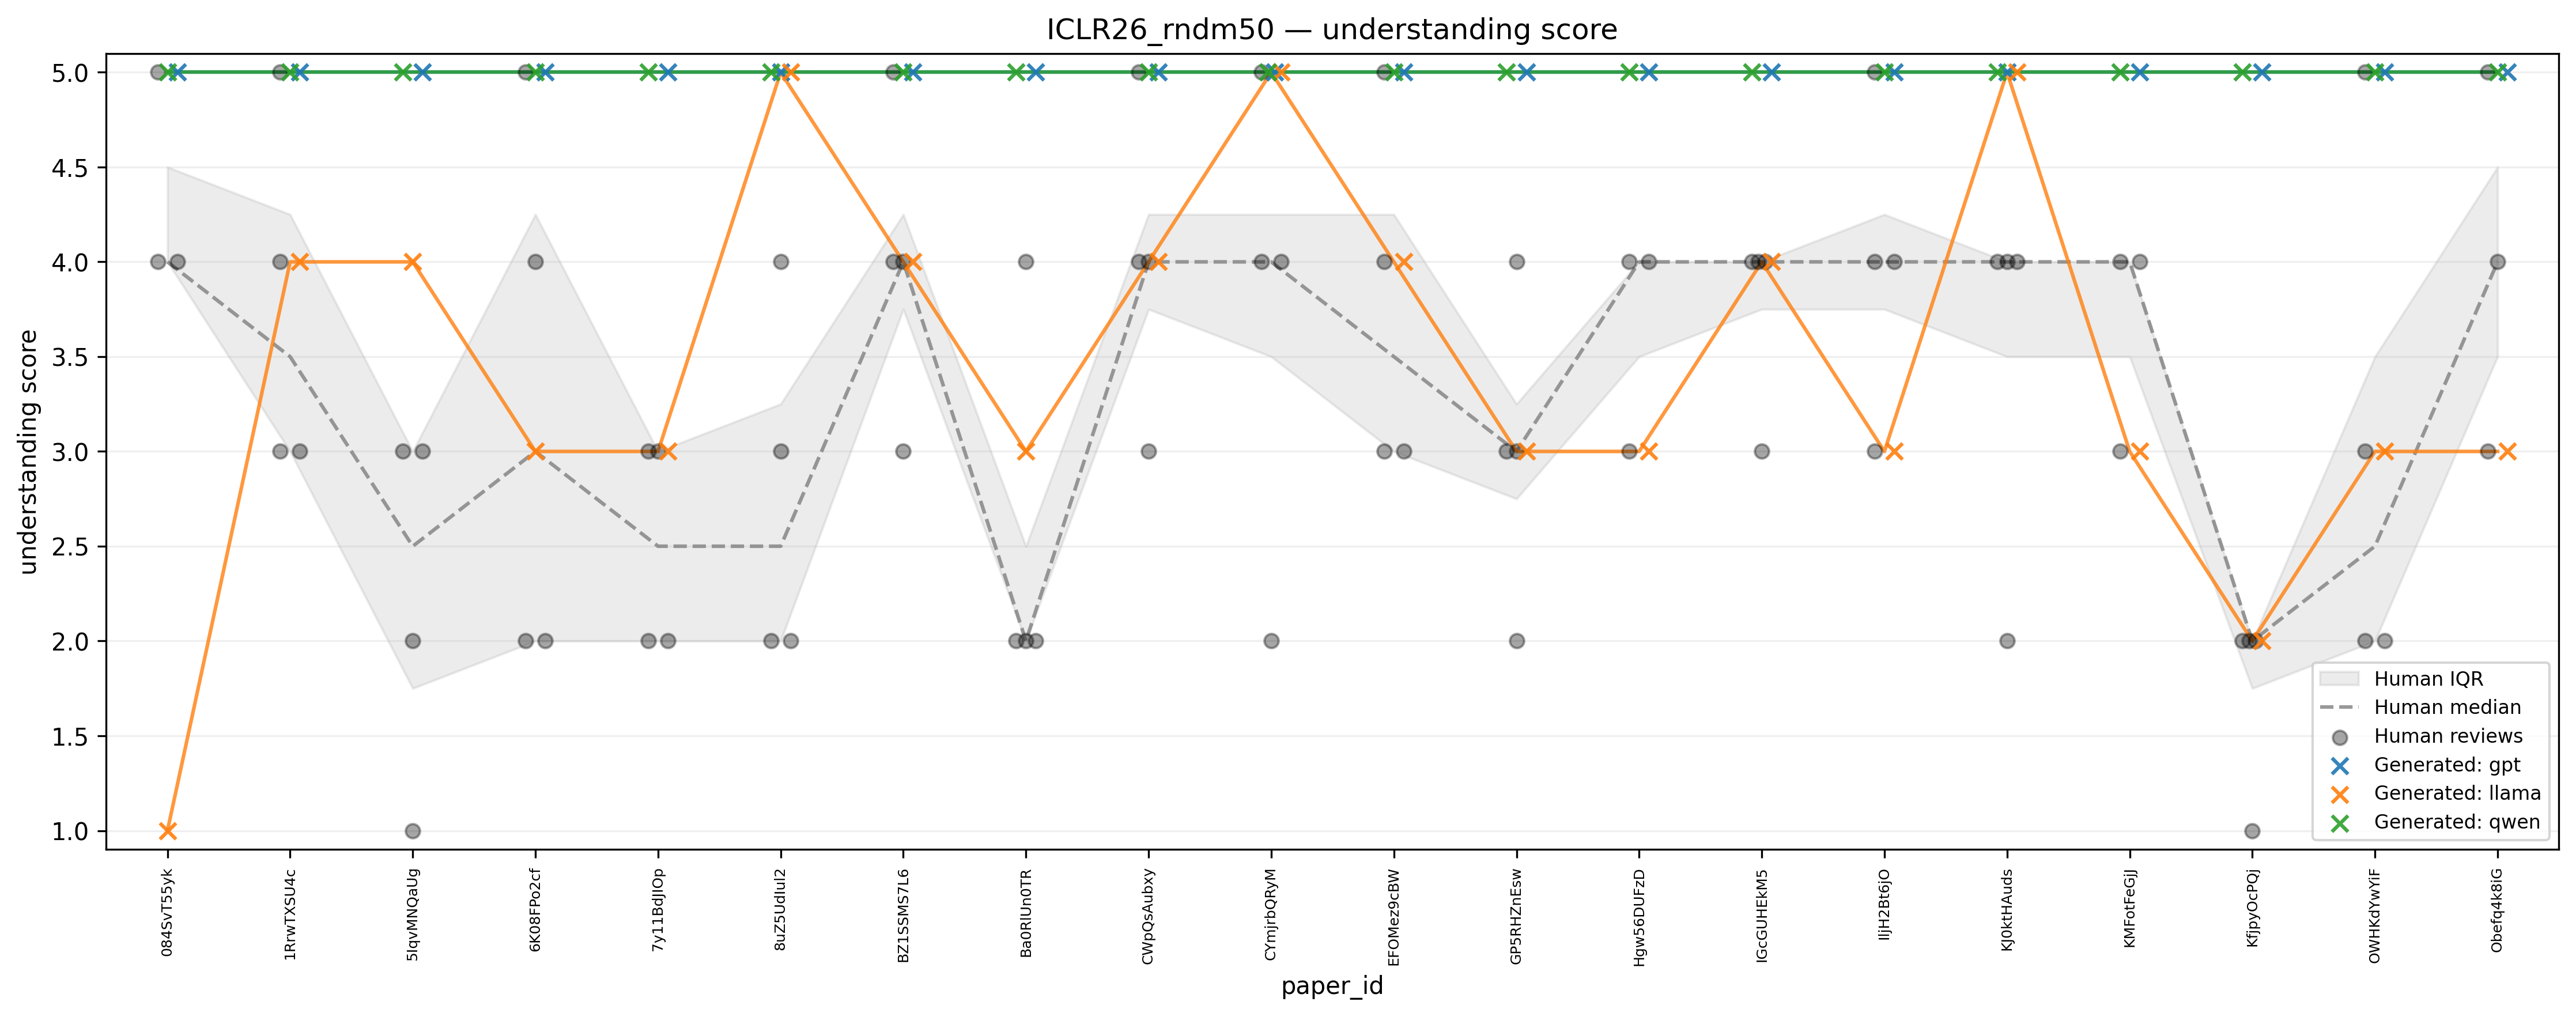 ICLR26_rndm50 — understanding score
understanding score
5.0
4.5
4.0
3.5
3.0
2.5
2.0
1.5
1.0
Human IQR
Human median
Human reviews
Generated: gpt
Generated: llama
Generated: qwen
084SvT55yk
1RrwTXSU4c
5IqvMNQaUg
6K08FPo2cf
7y11BdJIOp
8uZ5UdIul2
BZ1SSMS7L6
Ba0RlUn0TR
CWpQsAubxy
CYmjrbQRyM
EFOMez9cBW
GP5RHZnEsw
Hgw56DUFzD
IGcGUHEkM5
IljH2Bt6jO
KJ0ktHAuds
KMFotFeGjJ
KfjpyOcPQj
OWHKdYwYiF
Obefq4k8iG
paper_id